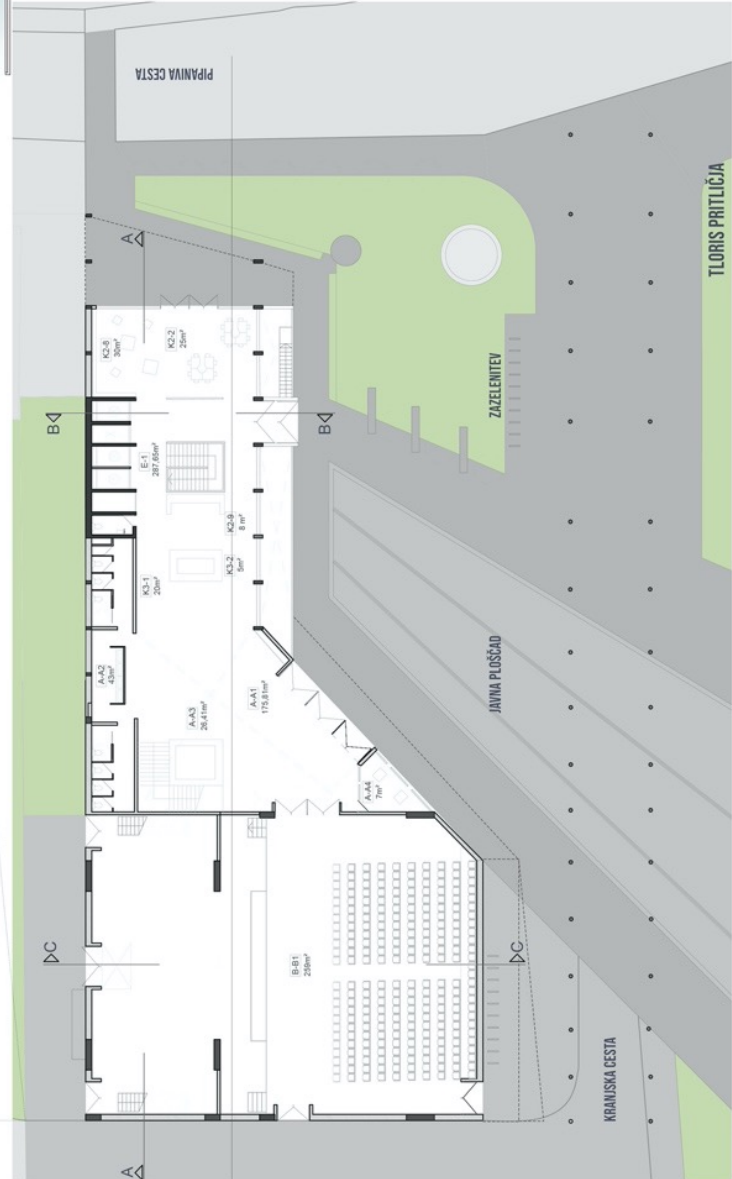 PIPANIVA CESTA
TLORIS PRITLIČJA
ZAZELENITEV
JAVNA PLOŠČAD
KRANJSKA CESTA
A
A
B
B
C
C
K2-8
30m²
K2-2
25m²
E-1
287,65m²
K2-9
8 m²
K3-2
5m²
K3-1
20m²
A-A2
43m²
A-A3
26,41m²
A-A1
175,81m²
A-A4
7m²
B-B1
259m²